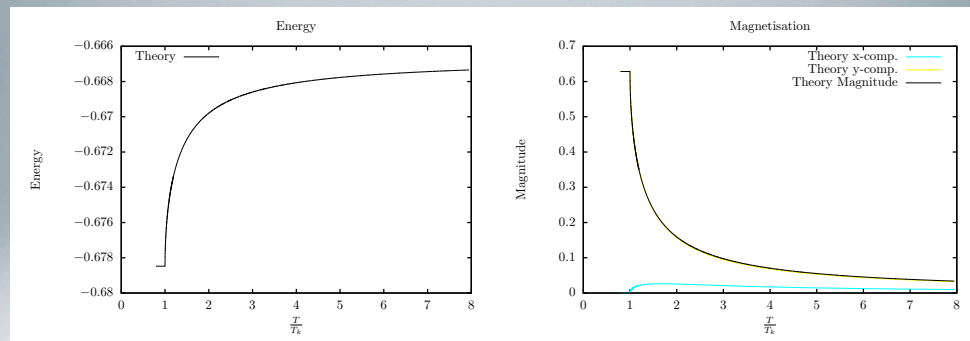 Energy
−0.666
−0.668
−0.67
−0.672
−0.674
−0.676
−0.678
−0.68
Energy
Theory
0 1 2 3 4 5 6 7 8
T
T_k
Magnetisation
0.7
0.6
0.5
0.4
0.3
0.2
0.1
0
Magnitude
Theory x-comp.
Theory y-comp.
Theory Magnitude
0 1 2 3 4 5 6 7 8
T
T_k